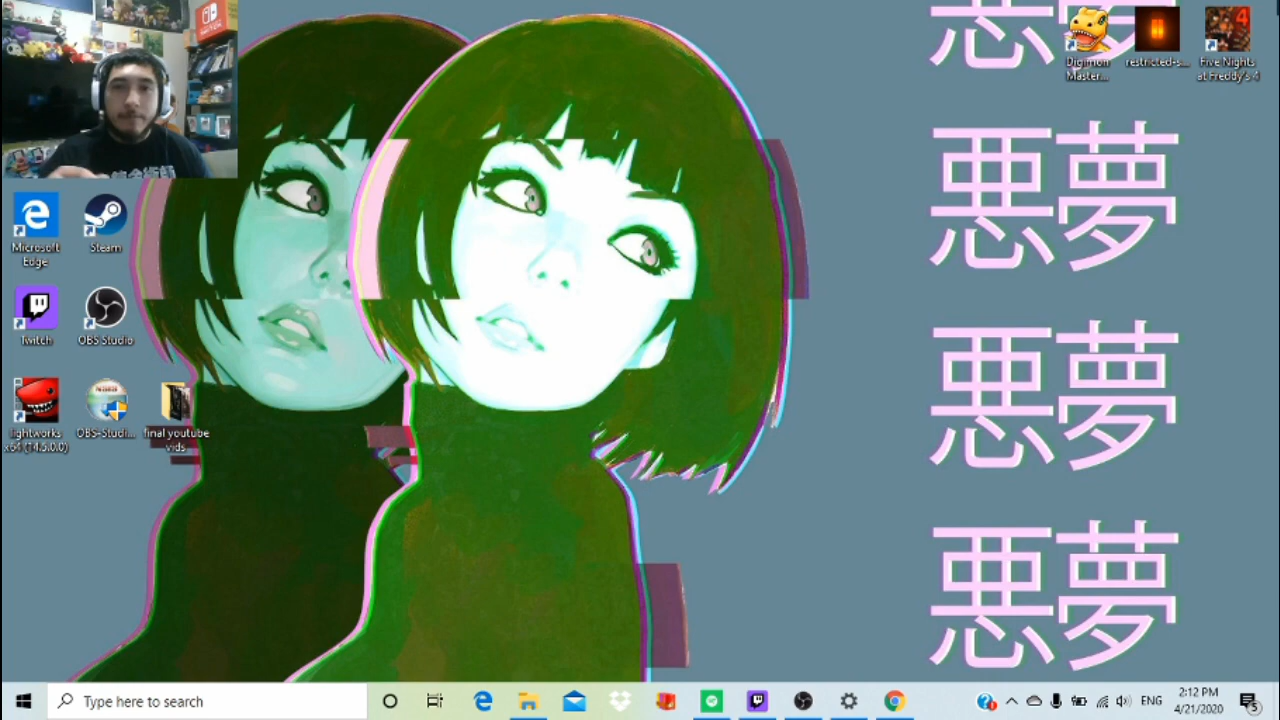 悪夢
Digimon
Master...
restricted-s...
Five Nights
at Freddy's 4
悪夢
Microsoft
Edge
Steam
Twitch
OBS Studio
悪夢
lightworks
x64 (14.5.0.0)
OBS-Studi...
final youtube
vids
悪夢
Type here to search
ENG
2:12 PM
4/21/2020
5